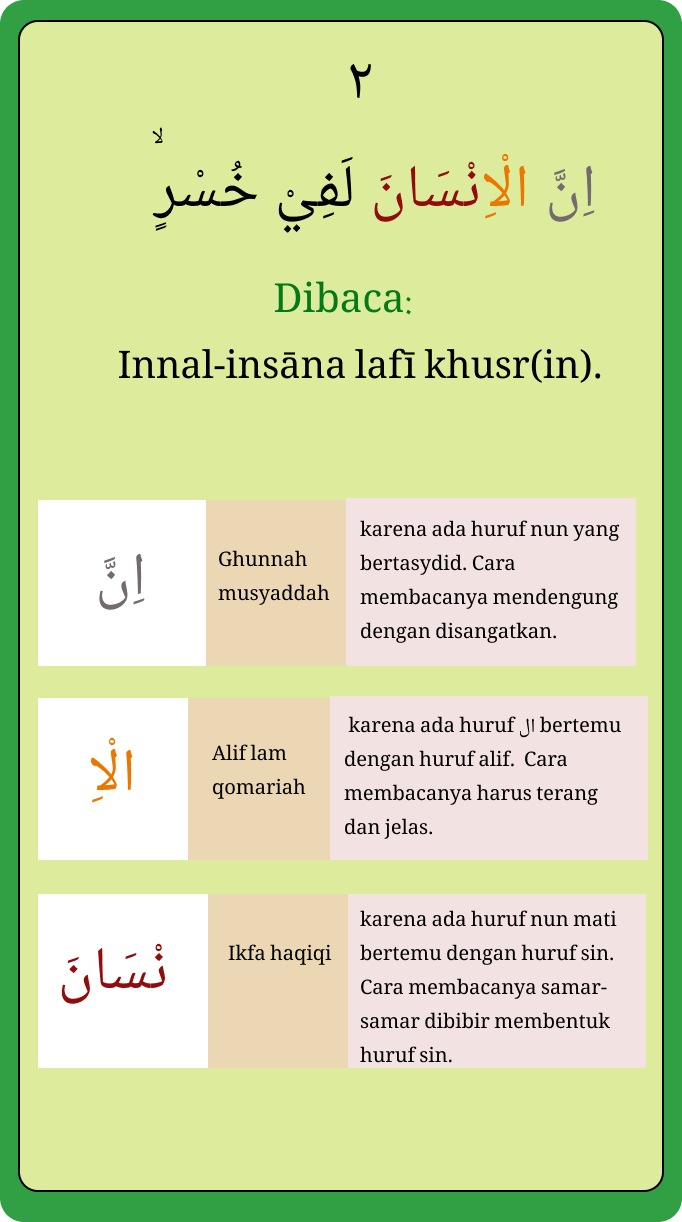 ٢
اِنَّ الْاِنْسَانَ لَفِيْ خُسْرٍۙ
Dibaca:
Innal-insāna lafī khusr(in).
اِنَّ
Ghunnah
musyaddah
karena ada huruf nun yang
bertasydid. Cara
membacanya mendengung
dengan disangatkan.
الْاِ
Alif lam
qomariah
karena ada huruf ال bertemu
dengan huruf alif. Cara
membacanya harus terang
dan jelas.
نْسَانَ
Ikfa haqiqi
karena ada huruf nun mati
bertemu dengan huruf sin.
Cara membacanya samar-
samar dibibir membentuk
huruf sin.